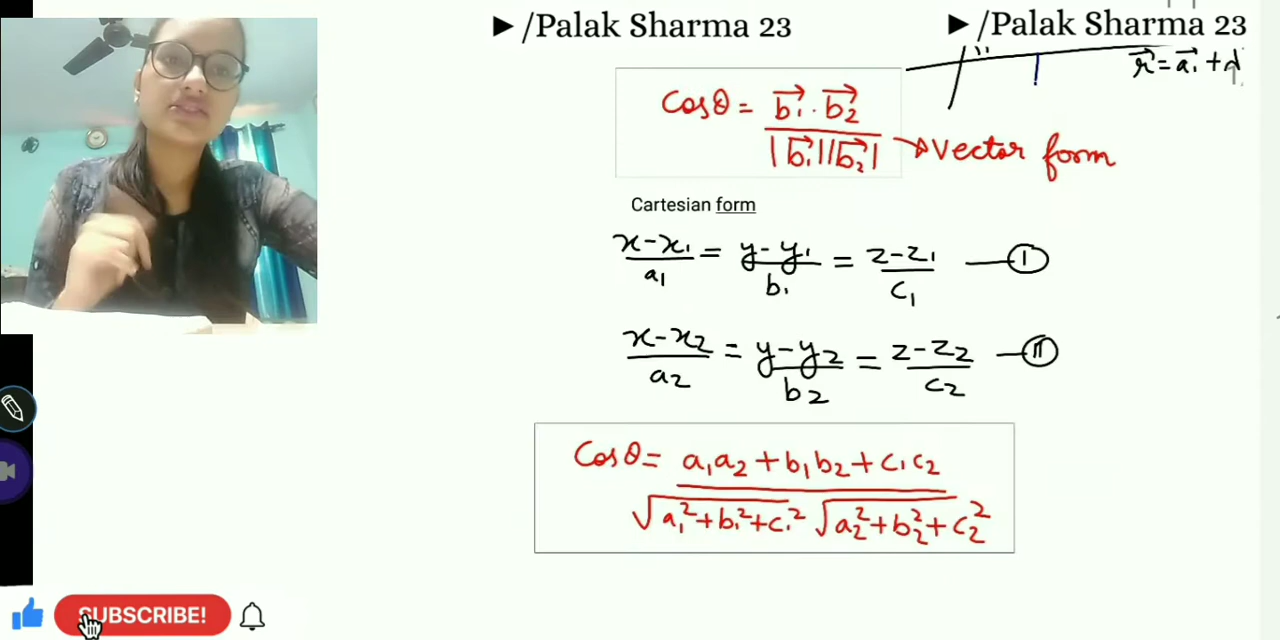 ►/Palak Sharma 23
►/Palak Sharma 23
r⃗ = a⃗₁ +
Cosθ = b⃗₁ . b⃗₂ / |b⃗₁||b⃗₂| → Vector form
Cartesian form
x-x₁/a₁ = y-y₁/b₁ = z-z₁/c₁ —Ⓘ
x-x₂/a₂ = y-y₂/b₂ = z-z₂/c₂ —Ⅱ
Cosθ = a₁a₂ + b₁b₂ + c₁c₂ / √a₁²+b₁²+c₁² √a₂²+b₂²+c₂²
SUBSCRIBE!